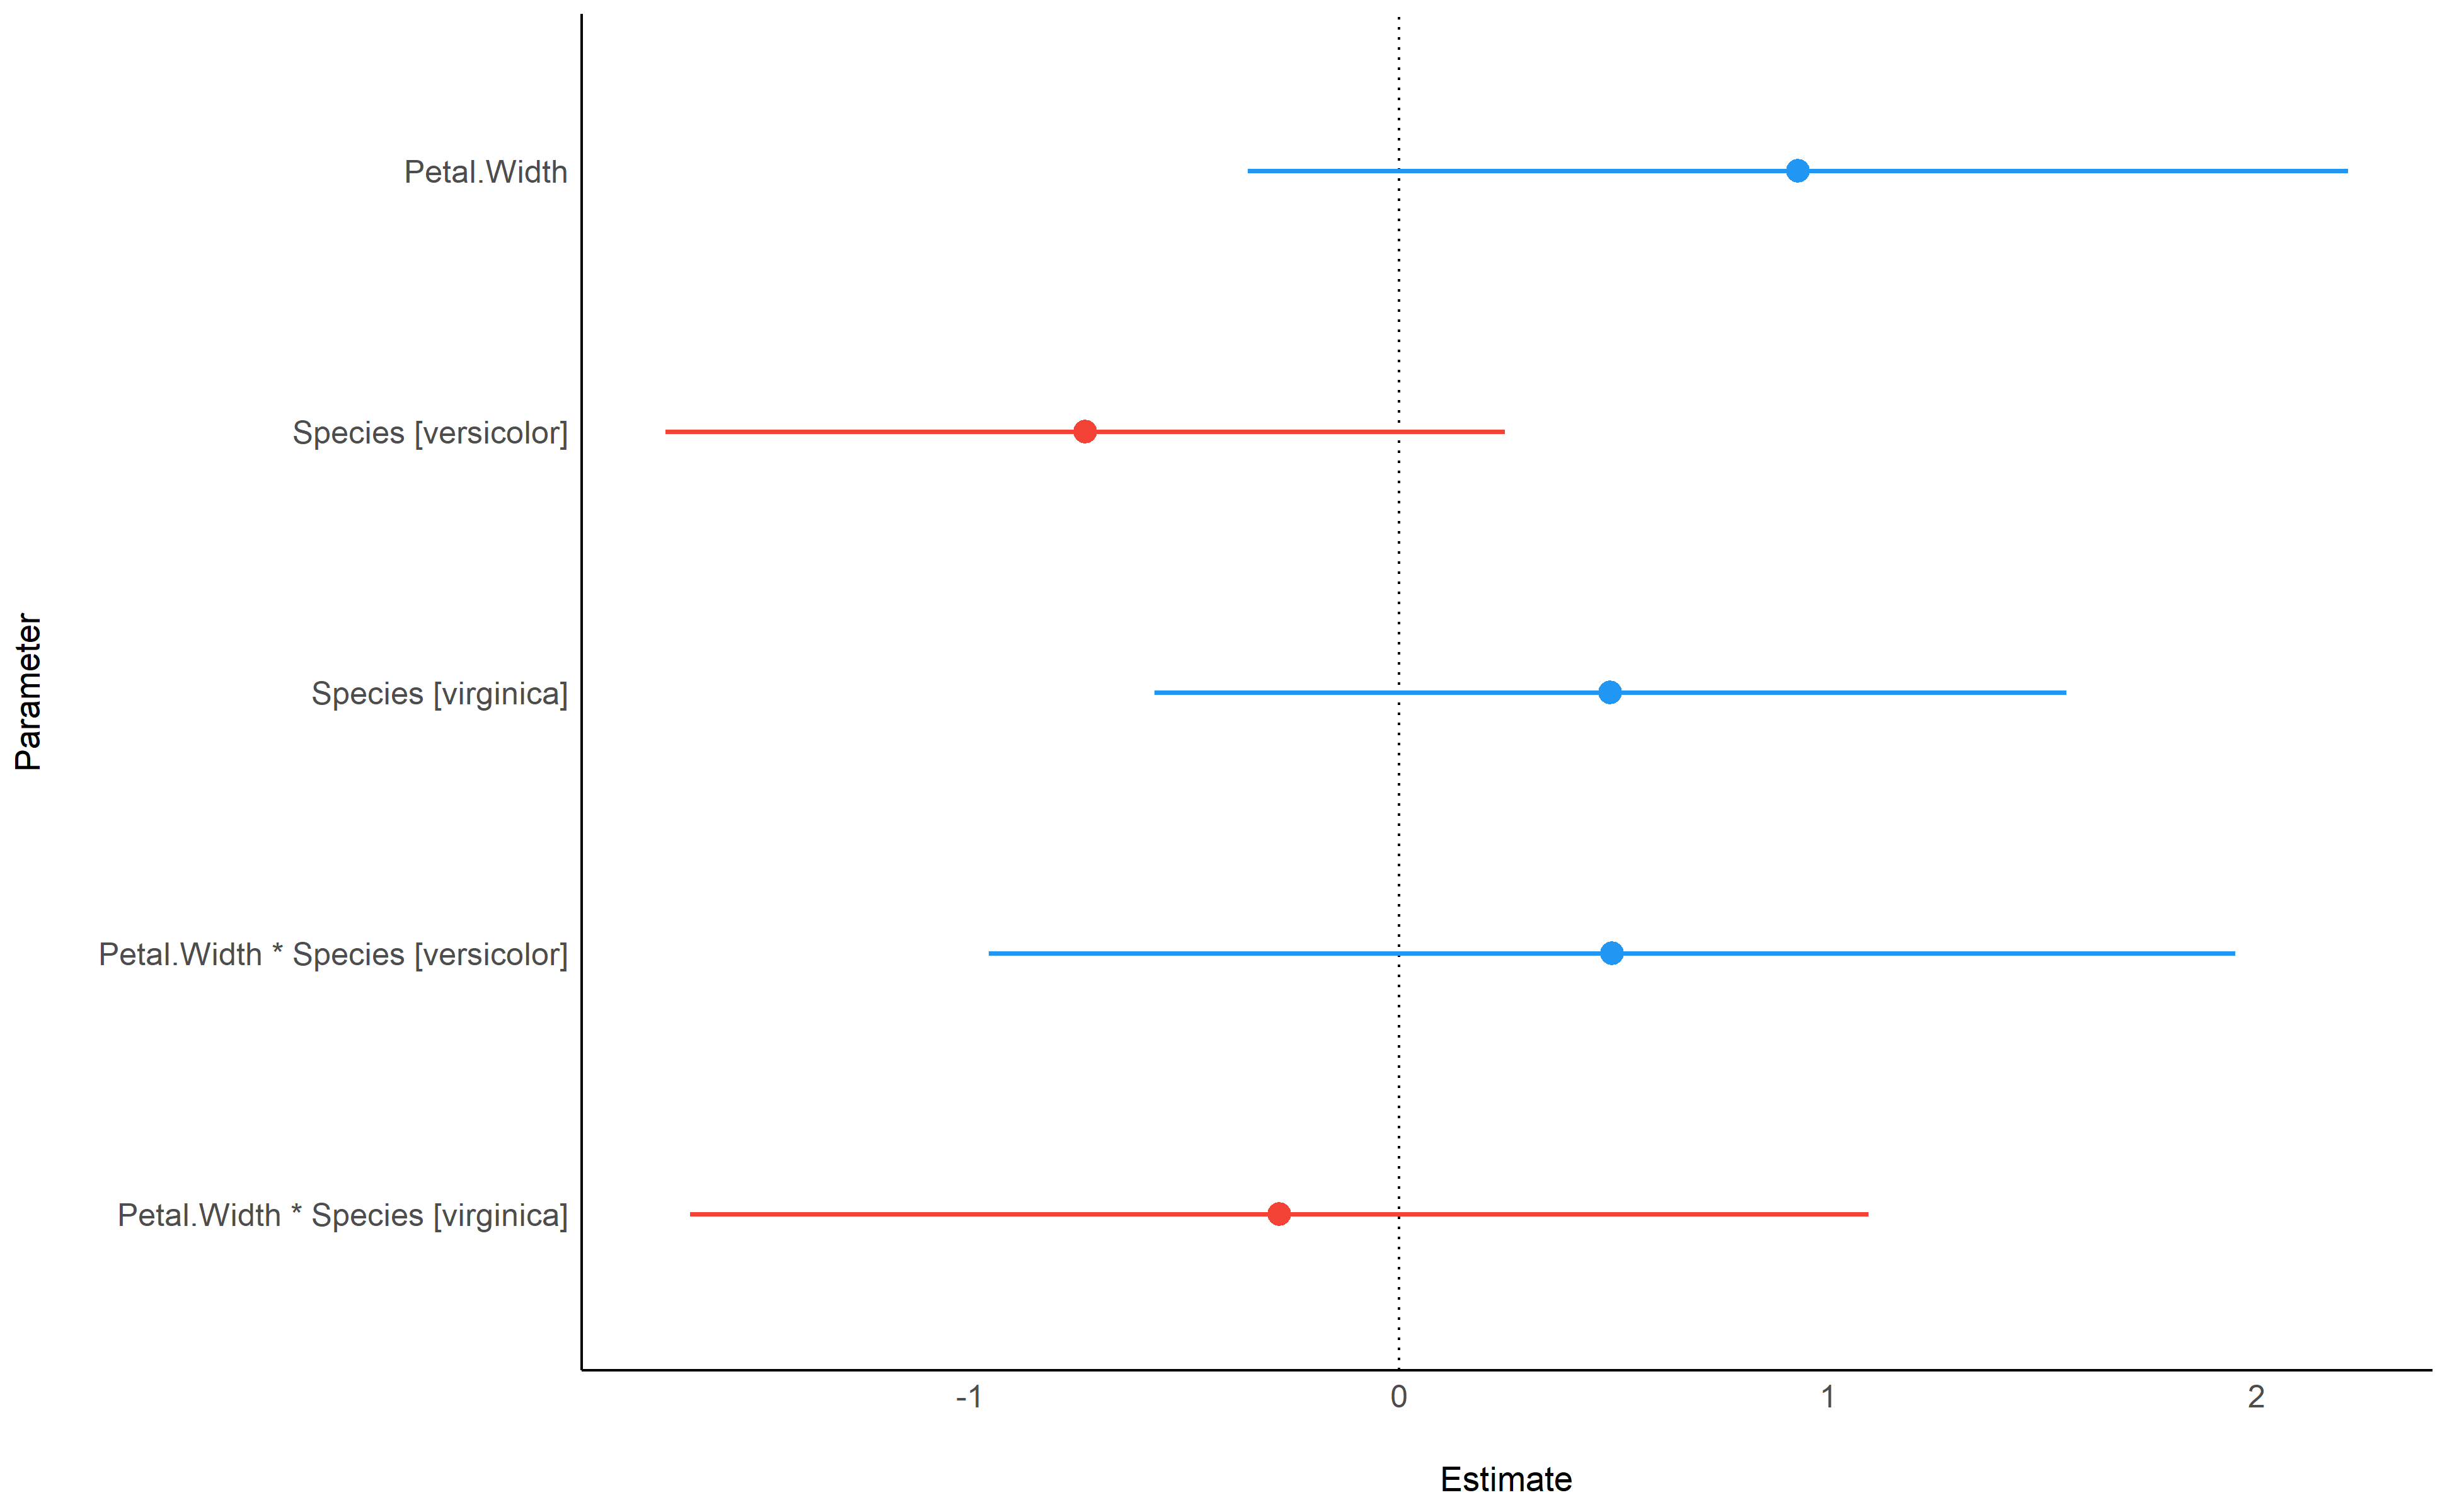 Parameter
Petal.Width
Species [versicolor]
Species [virginica]
Petal.Width * Species [versicolor]
Petal.Width * Species [virginica]
-1
0
1
2
Estimate